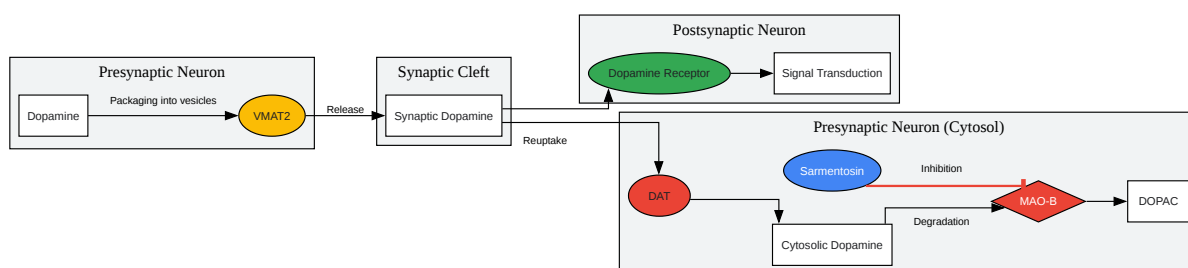 Postsynaptic Neuron
Dopamine Receptor
Signal Transduction
Presynaptic Neuron
Dopamine
Packaging into vesicles
VMAT2
Release
Synaptic Cleft
Synaptic Dopamine
Reuptake
Presynaptic Neuron (Cytosol)
Sarmentosin
Inhibition
DAT
MAO-B
DOPAC
Cytosolic Dopamine
Degradation